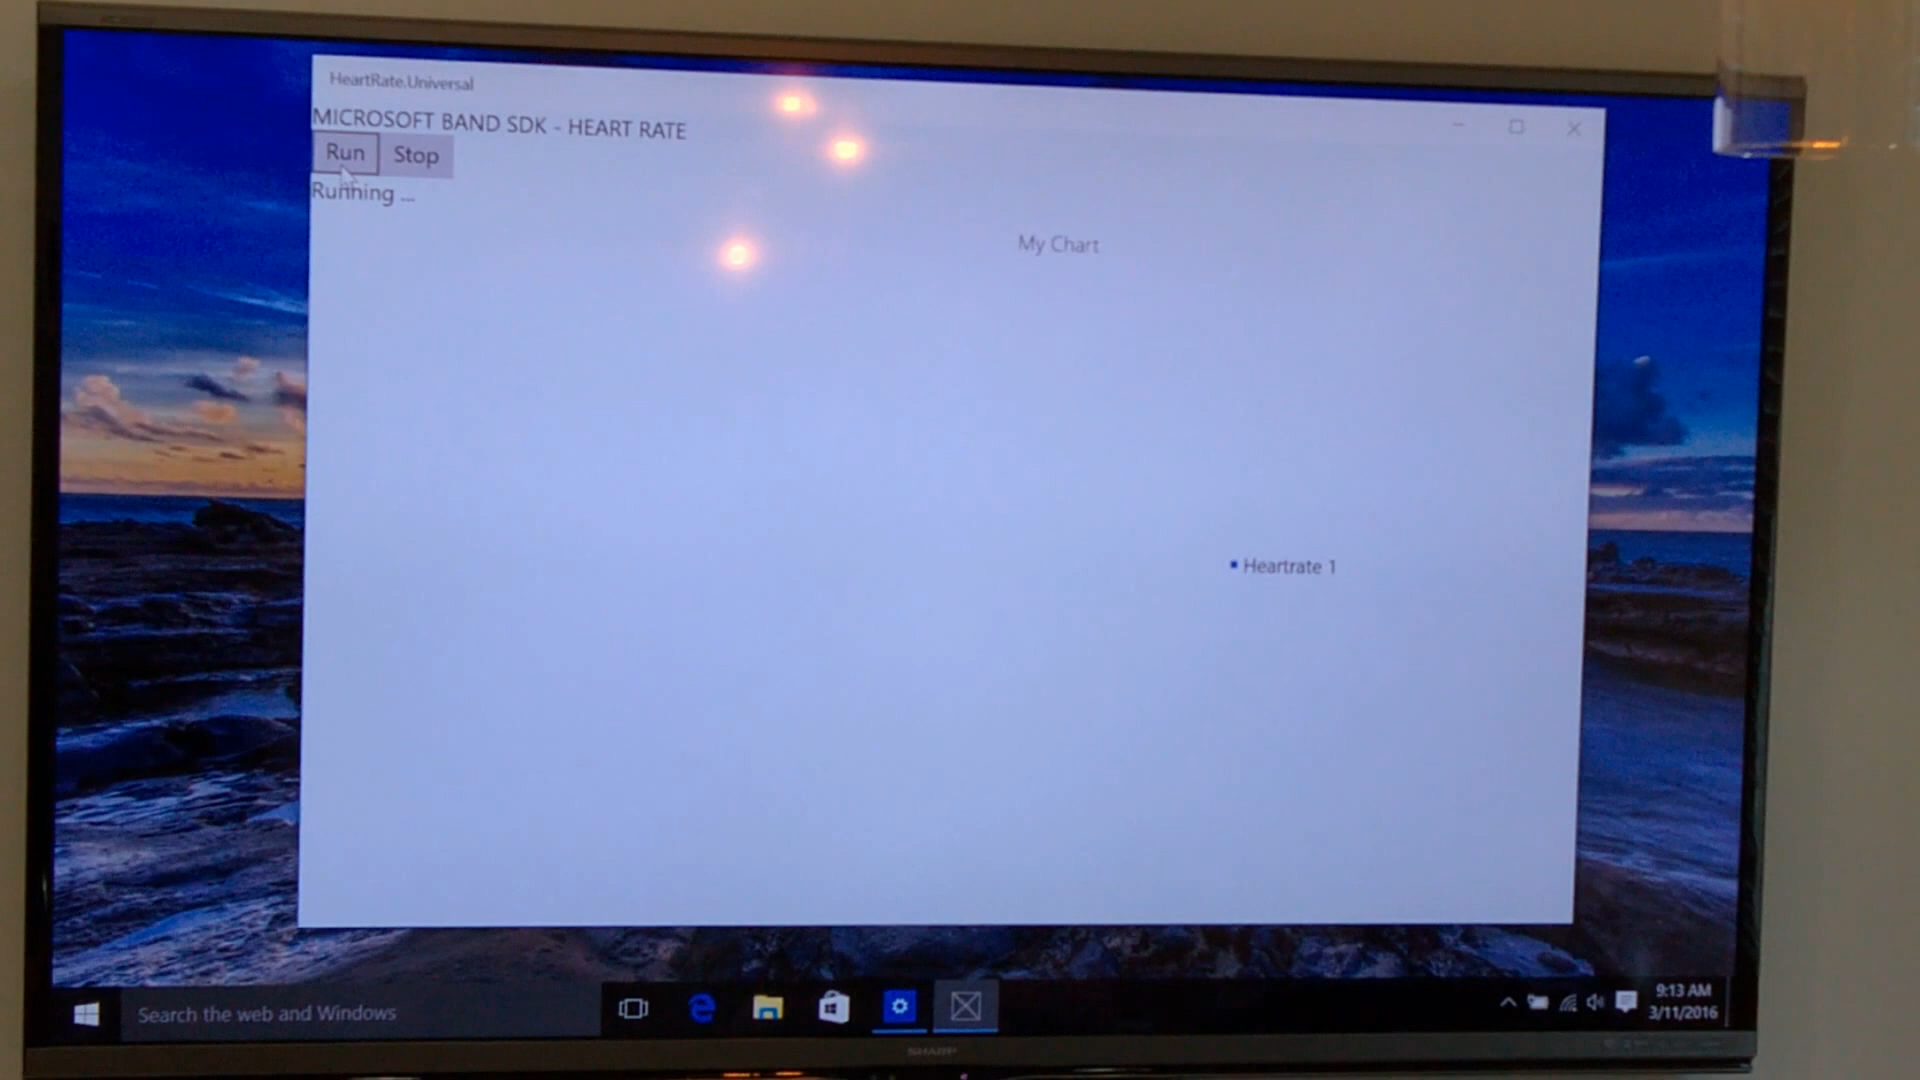 HeartRate.Universal
MICROSOFT BAND SDK - HEART RATE
Run Stop
Running ...
My Chart
Heartrate 1
Search the web and Windows
9:13 AM
3/11/2016
SHARP